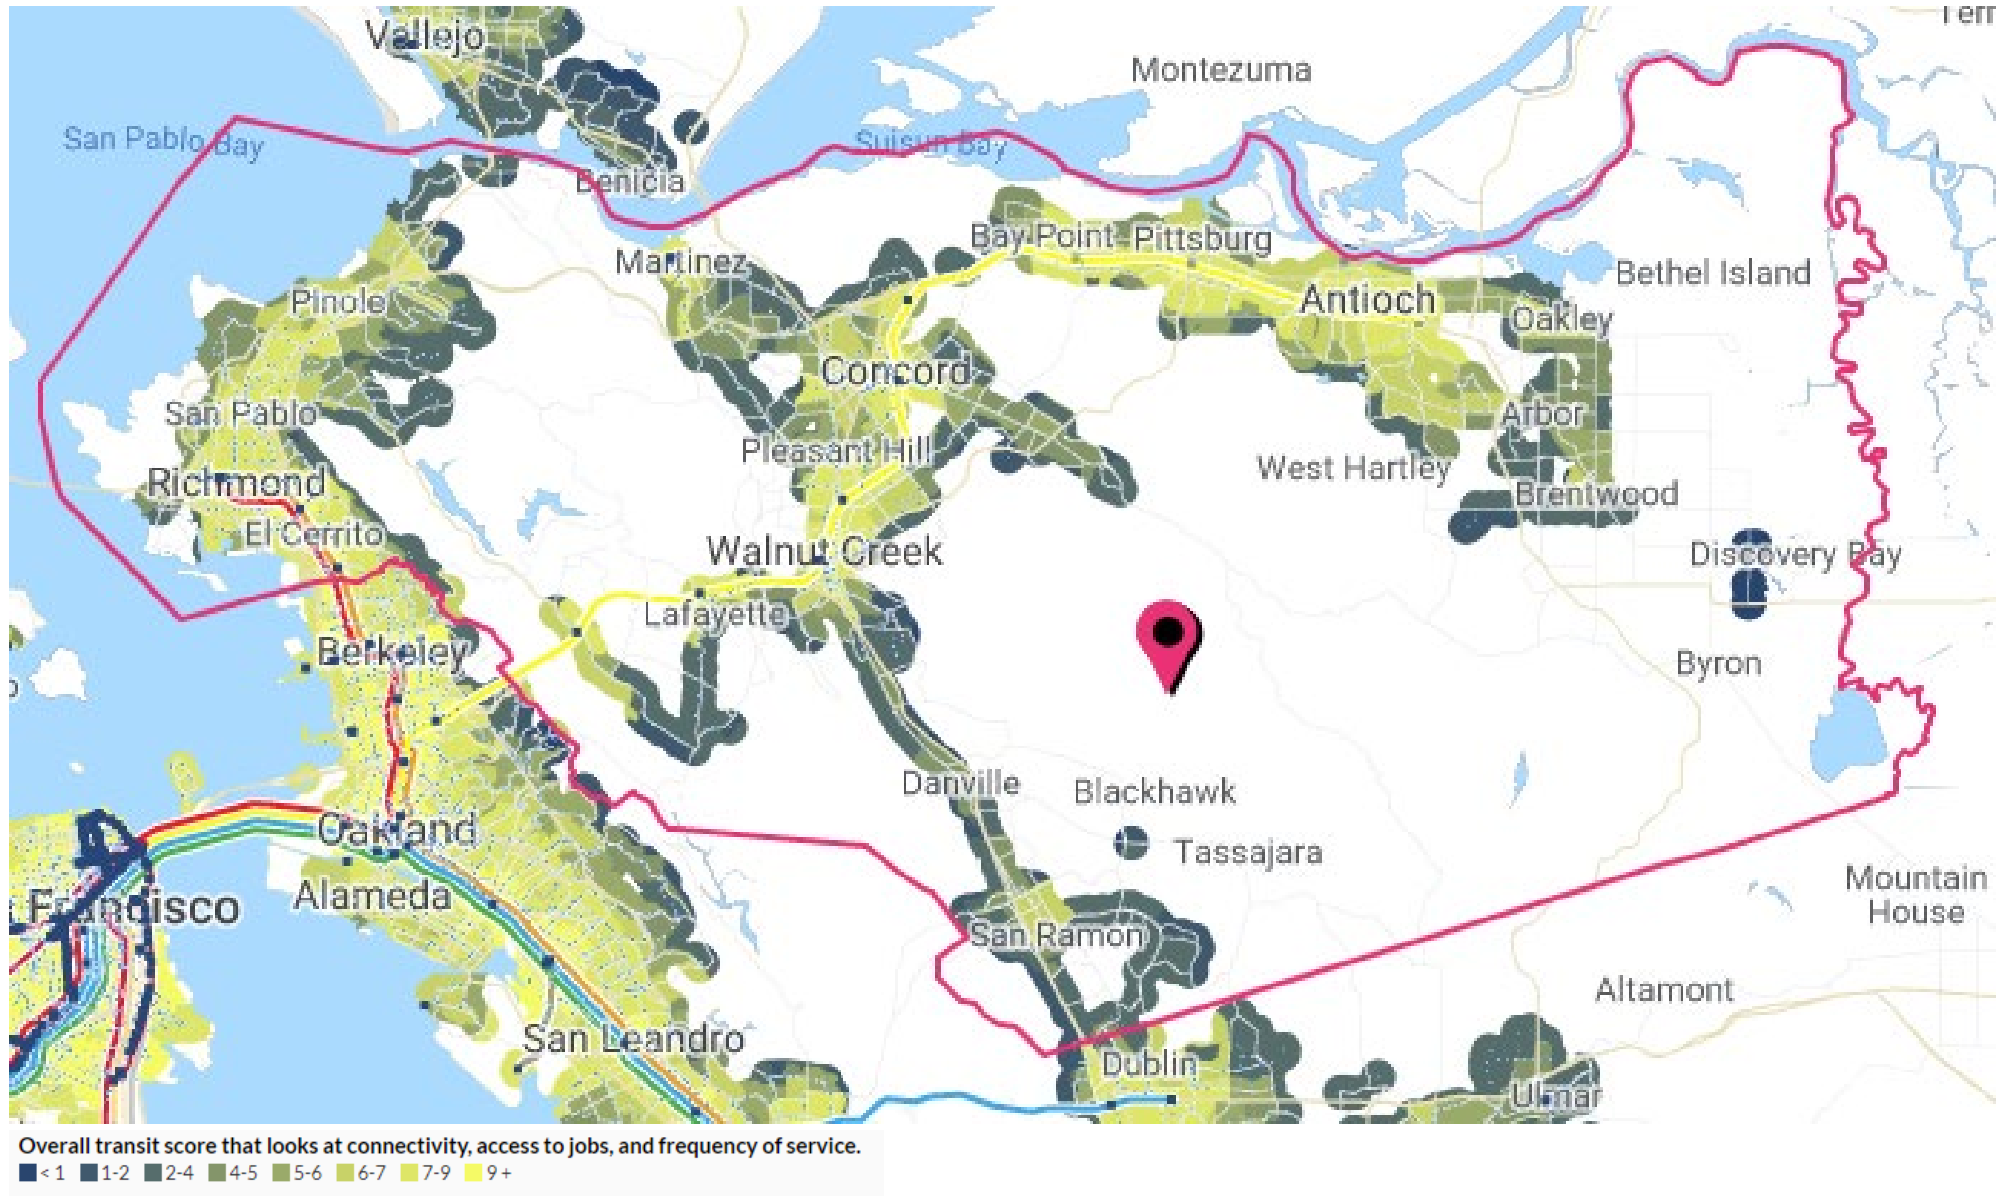 Terr
Vallejo
Montezuma
San Pablo Bay
Suisun Bay
Benicia
Bay Point
Pittsburg
Martinez
Bethel Island
Pinole
Antioch
Oakley
Concord
San Pablo
Arbor
Pleasant Hill
West Hartley
Richmond
Brentwood
El Cerrito
Walnut Creek
Discovery Bay
Lafayette
Berkeley
Byron
Danville
Blackhawk
Oakland
Tassajara
Alameda
Francisco
Mountain
House
San Ramon
Altamont
San Leandro
Dublin
Ulmar
Overall transit score that looks at connectivity, access to jobs, and frequency of service.
< 1 1-2 2-4 4-5 5-6 6-7 7-9 9 +